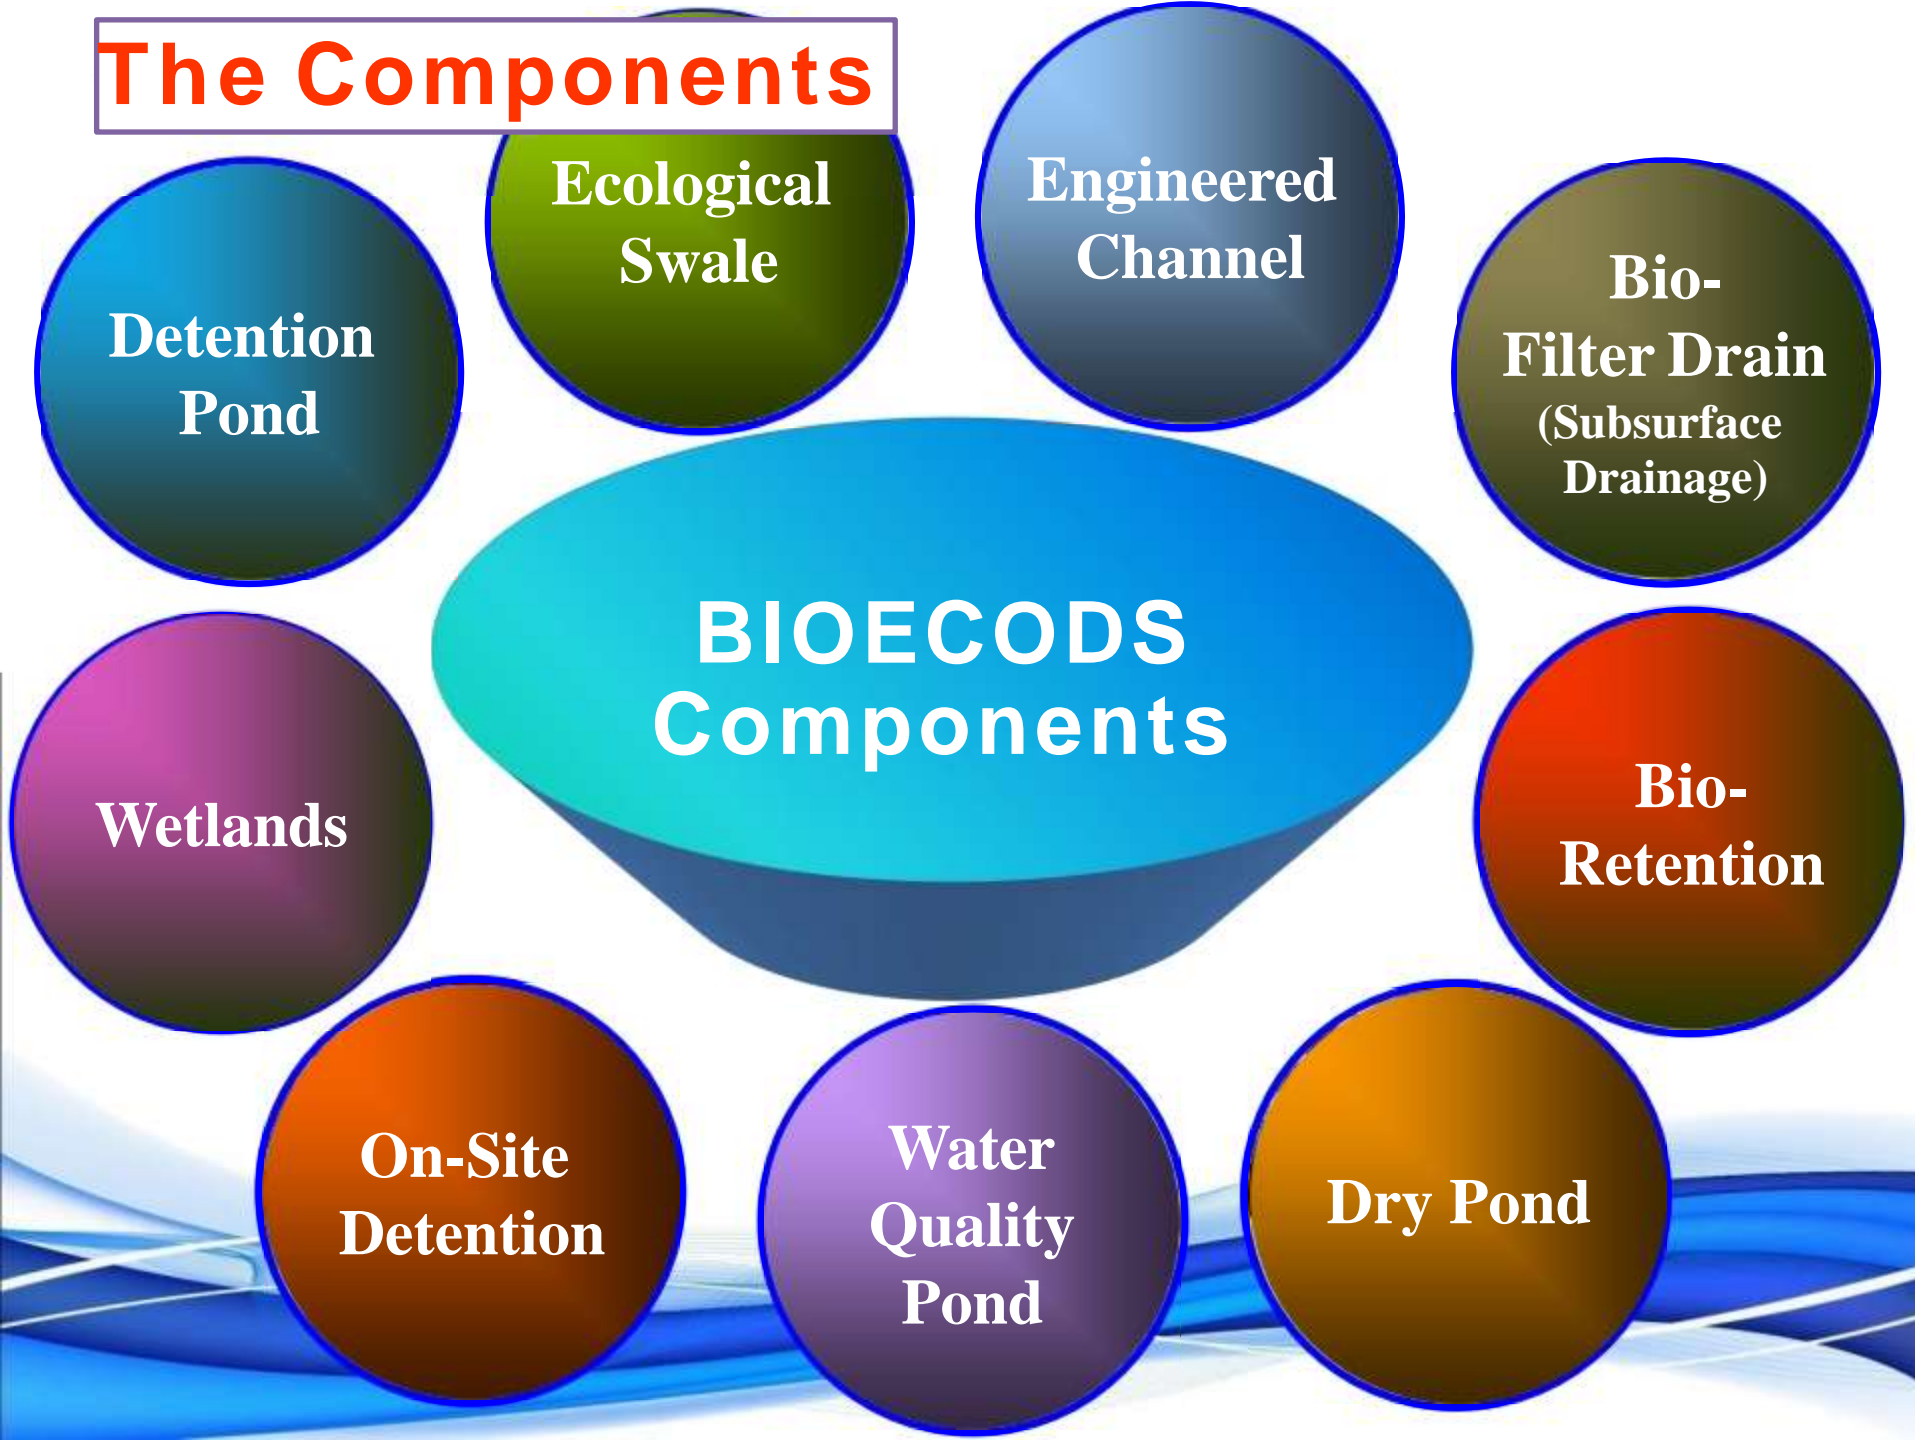 The Components
Ecological
Swale
Engineered
Channel
Detention
Pond
Bio-
Filter Drain
(Subsurface
Drainage)
BIOECODS
Components
Wetlands
Bio-
Retention
On-Site
Detention
Water
Quality
Pond
Dry Pond